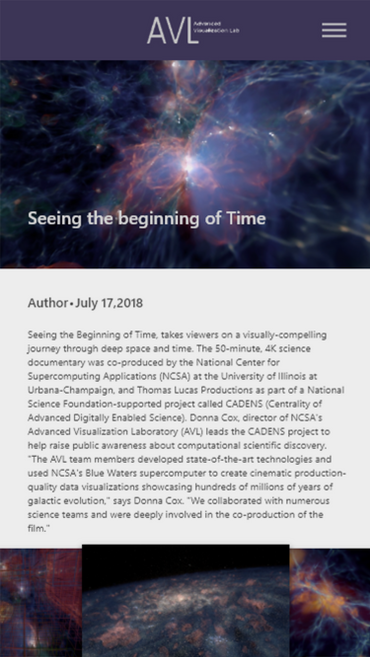 AVL Advanced
Visualization Lab
Seeing the beginning of Time
Author•July 17,2018
Seeing the Beginning of Time, takes viewers on a visually-compelling
journey through deep space and time. The 50-minute, 4K science
documentary was co-produced by the National Center for
Supercomputing Applications (NCSA) at the University of Illinois at
Urbana-Champaign, and Thomas Lucas Productions as part of a National
Science Foundation-supported project called CADENS (Centrality of
Advanced Digitally Enabled Science). Donna Cox, director of NCSA's
Advanced Visualization Laboratory (AVL) leads the CADENS project to
help raise public awareness about computational scientific discovery.
"The AVL team members developed state-of-the-art technologies and
used NCSA's Blue Waters supercomputer to create cinematic production-
quality data visualizations showcasing hundreds of millions of years of
galactic evolution," says Donna Cox. "We collaborated with numerous
science teams and were deeply involved in the co-production of the
film."